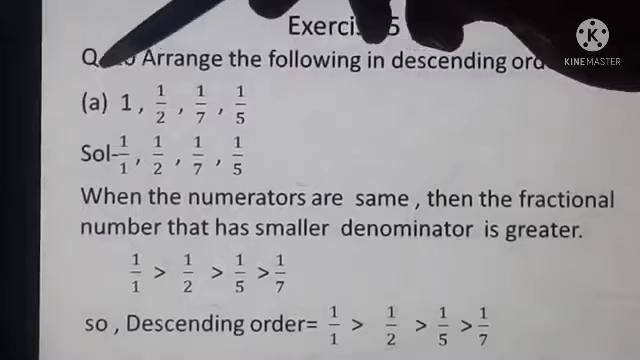 Exerci 5
Q Arrange the following in descending ord
(a) 1 , 1/2 , 1/7 , 1/5
Sol- 1/1 , 1/2 , 1/7 , 1/5
When the numerators are same , then the fractional
number that has smaller denominator is greater.
1/1 > 1/2 > 1/5 > 1/7
so , Descending order= 1/1 > 1/2 > 1/5 > 1/7
K
KINEMASTER